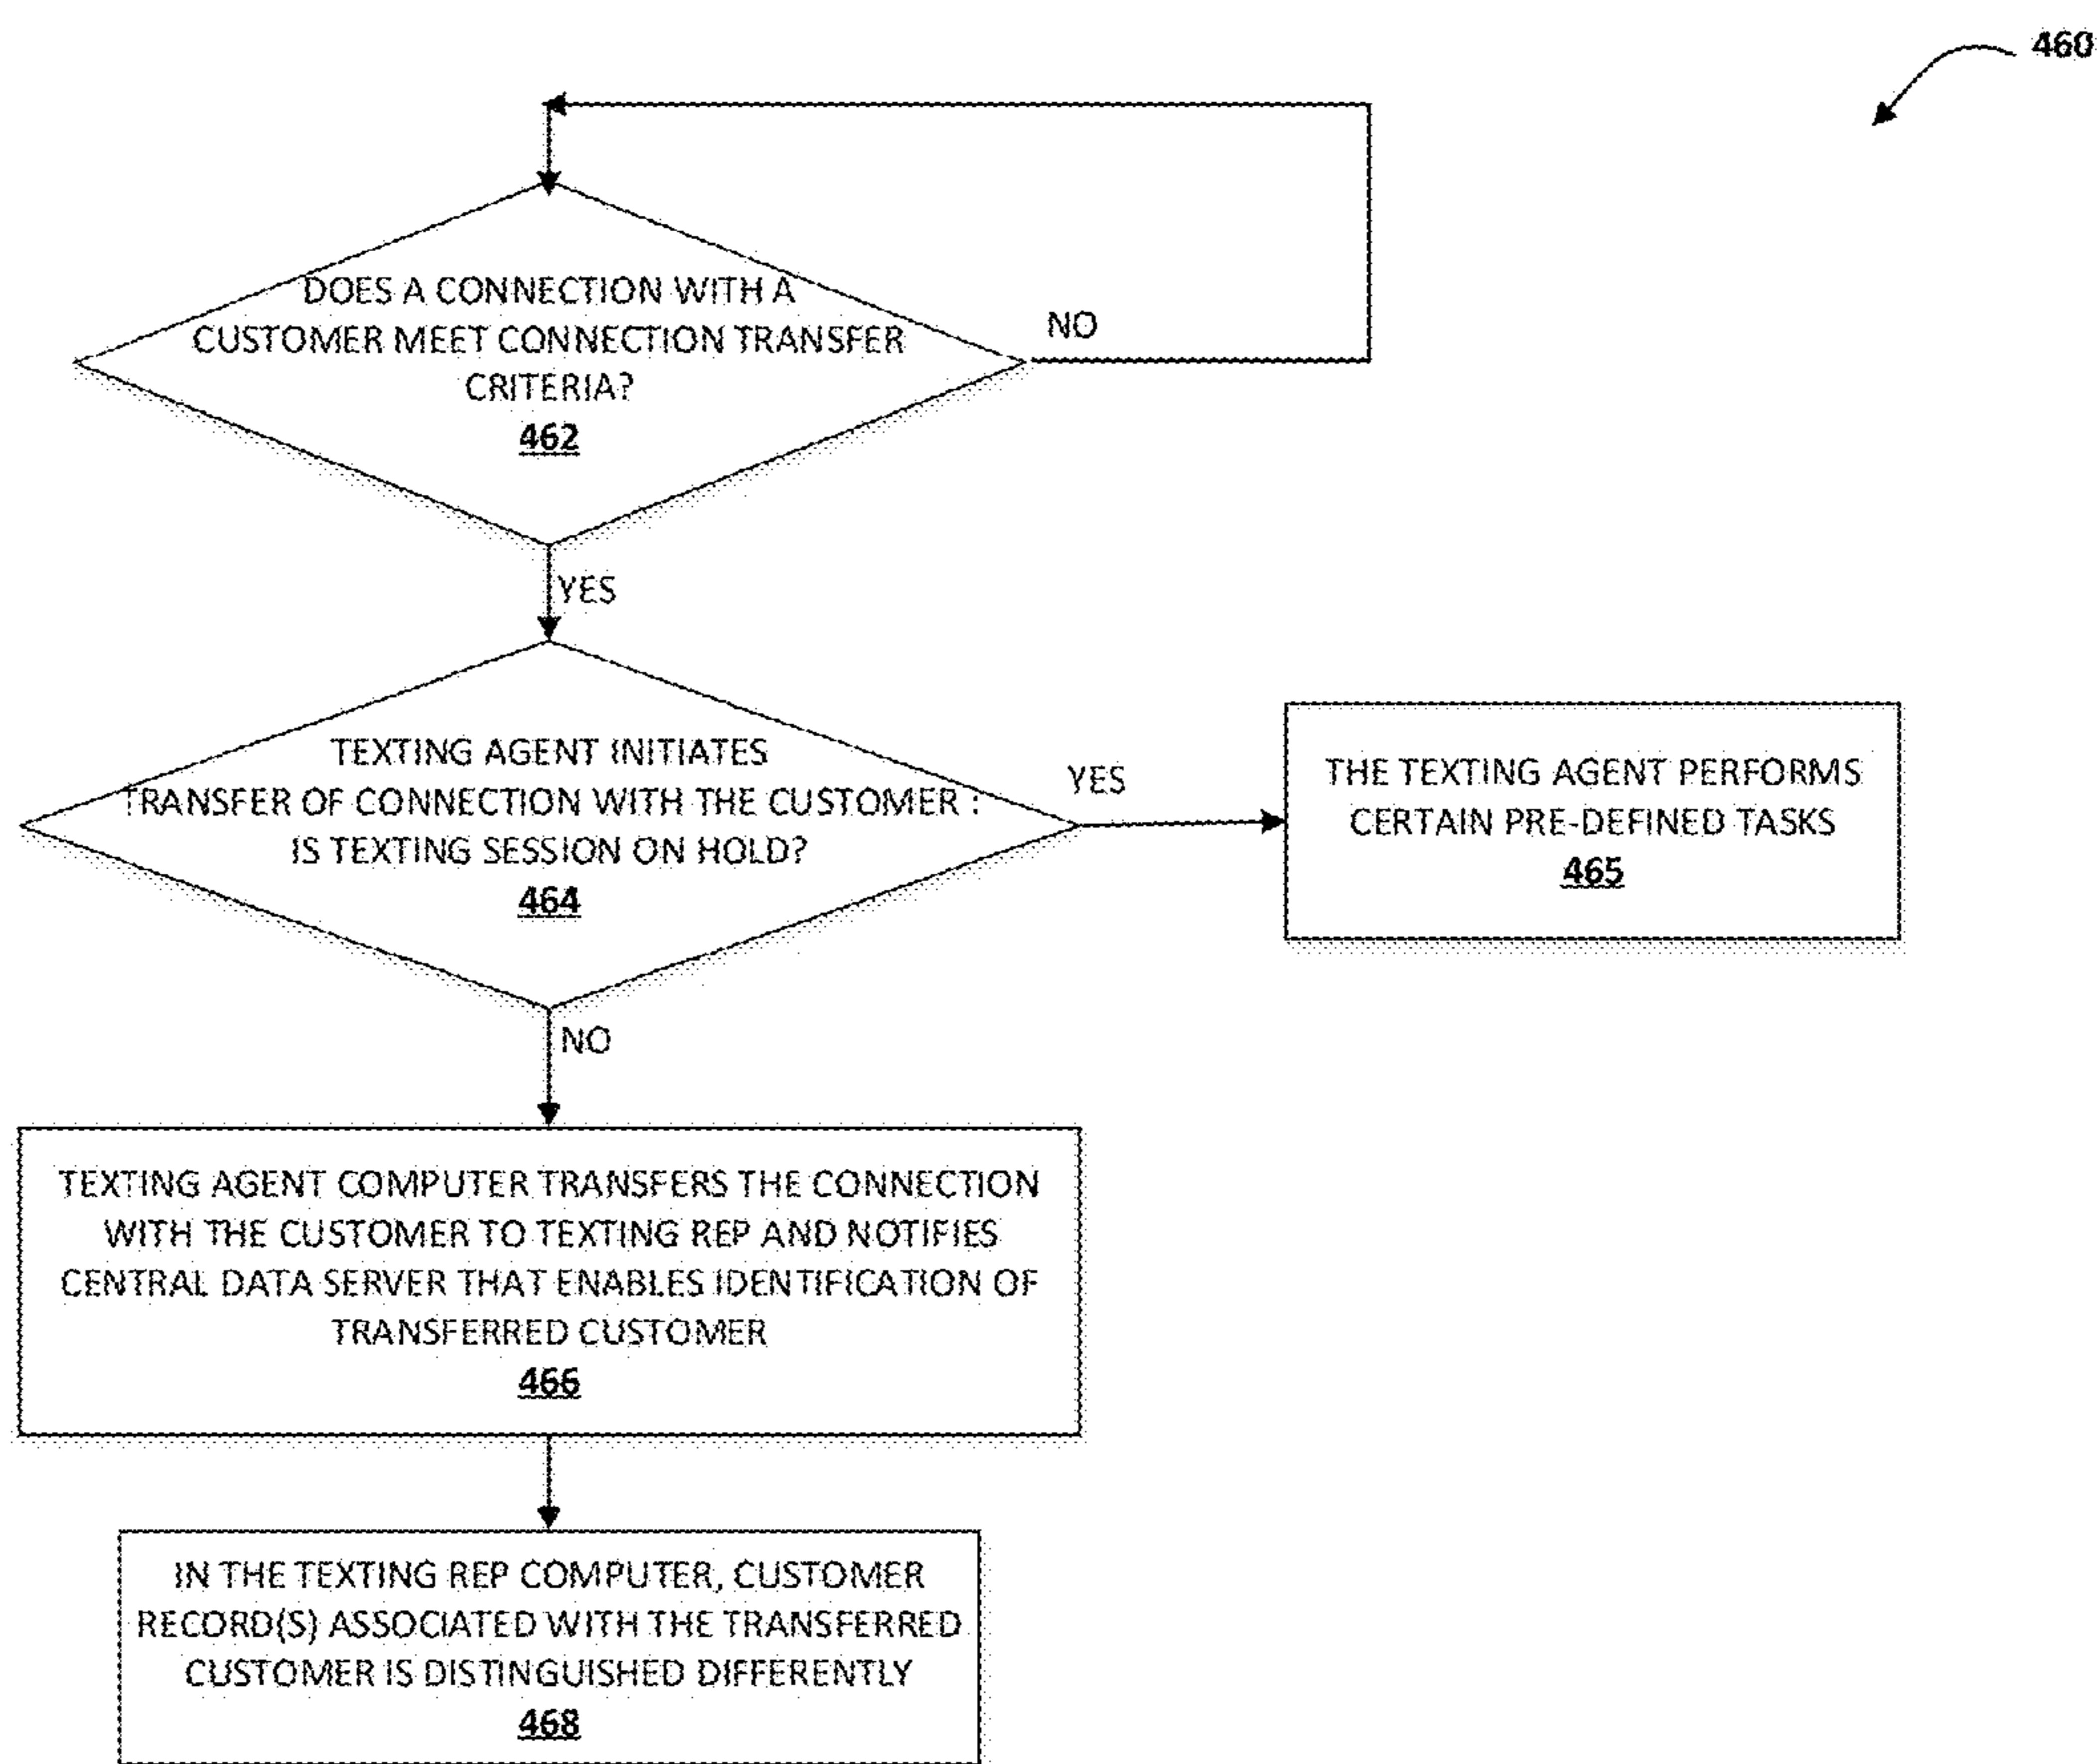 460
DOES A CONNECTION WITH A
CUSTOMER MEET CONNECTION TRANSFER
CRITERIA?
462
NO
YES
TEXTING AGENT INITIATES
TRANSFER OF CONNECTION WITH THE CUSTOMER :
IS TEXTING SESSION ON HOLD?
464
YES
THE TEXTING AGENT PERFORMS
CERTAIN PRE-DEFINED TASKS
465
NO
TEXTING AGENT COMPUTER TRANSFERS THE CONNECTION
WITH THE CUSTOMER TO TEXTING REP AND NOTIFIES
CENTRAL DATA SERVER THAT ENABLES IDENTIFICATION OF
TRANSFERRED CUSTOMER
466
IN THE TEXTING REP COMPUTER, CUSTOMER
RECORD(S) ASSOCIATED WITH THE TRANSFERRED
CUSTOMER IS DISTINGUISHED DIFFERENTLY
468